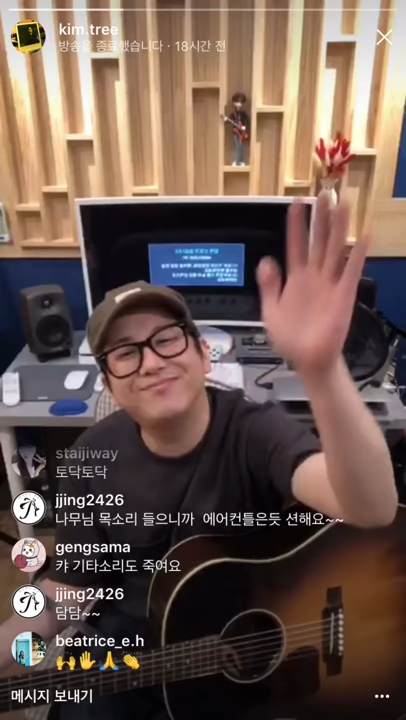 kim.tree
방송을 종료했습니다 · 18시간 전
staijiway
토닥토닥
jjing2426
나무님 목소리 들으니까 에어컨틀은듯 션해요~~
gengsama
캬 기타소리도 죽여요
jjing2426
담담~~
beatrice_e.h
🙌🖐🙏👏
메시지 보내기